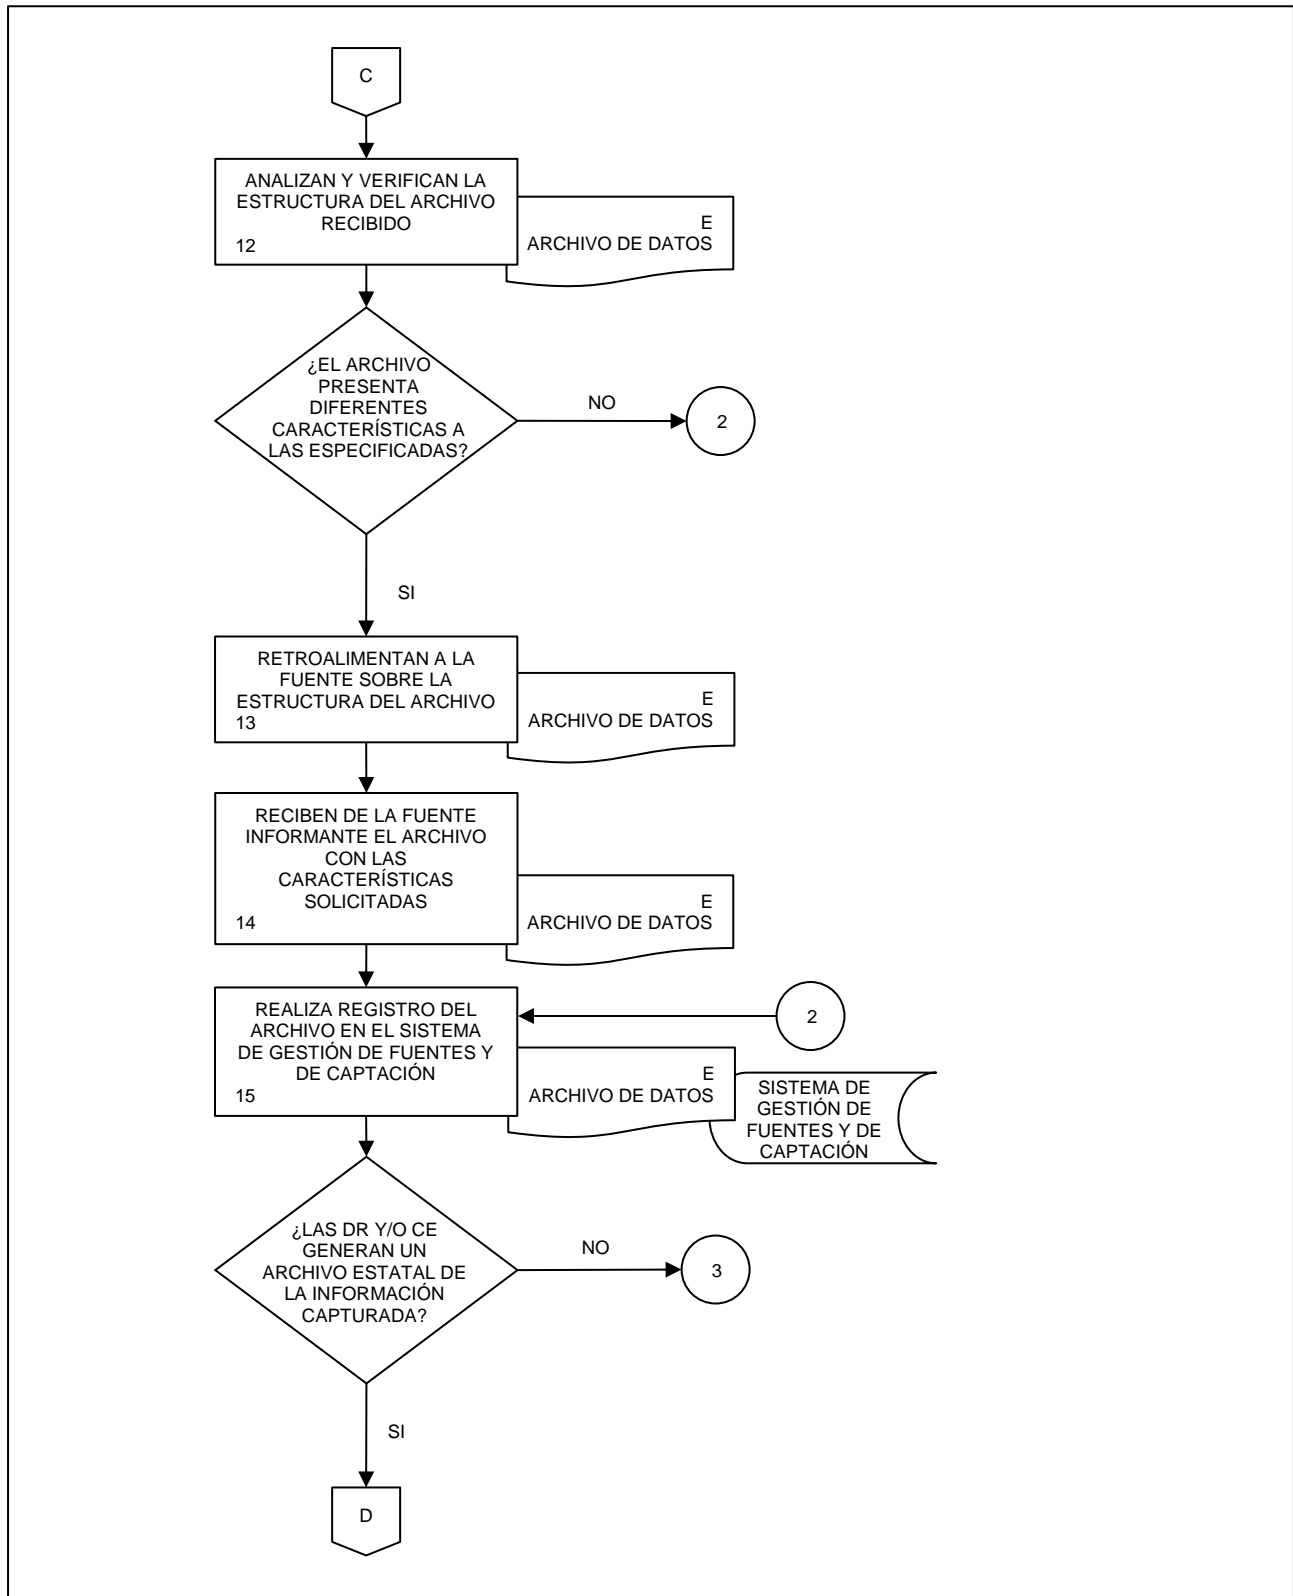 C
ANALIZAN Y VERIFICAN LA
ESTRUCTURA DEL ARCHIVO
RECIBIDO
12
E
ARCHIVO DE DATOS
¿EL ARCHIVO
PRESENTA
DIFERENTES
CARACTERÍSTICAS A
LAS ESPECIFICADAS?
NO
2
SI
RETROALIMENTAN A LA
FUENTE SOBRE LA
ESTRUCTURA DEL ARCHIVO
13
E
ARCHIVO DE DATOS
RECIBEN DE LA FUENTE
INFORMANTE EL ARCHIVO
CON LAS
CARACTERÍSTICAS
SOLICITADAS
14
E
ARCHIVO DE DATOS
REALIZA REGISTRO DEL
ARCHIVO EN EL SISTEMA
DE GESTIÓN DE FUENTES Y
DE CAPTACIÓN
15
2
E
ARCHIVO DE DATOS
SISTEMA DE
GESTIÓN DE
FUENTES Y DE
CAPTACIÓN
¿LAS DR Y/O CE
GENERAN UN
ARCHIVO ESTATAL DE
LA INFORMACIÓN
CAPTURADA?
NO
3
SI
D